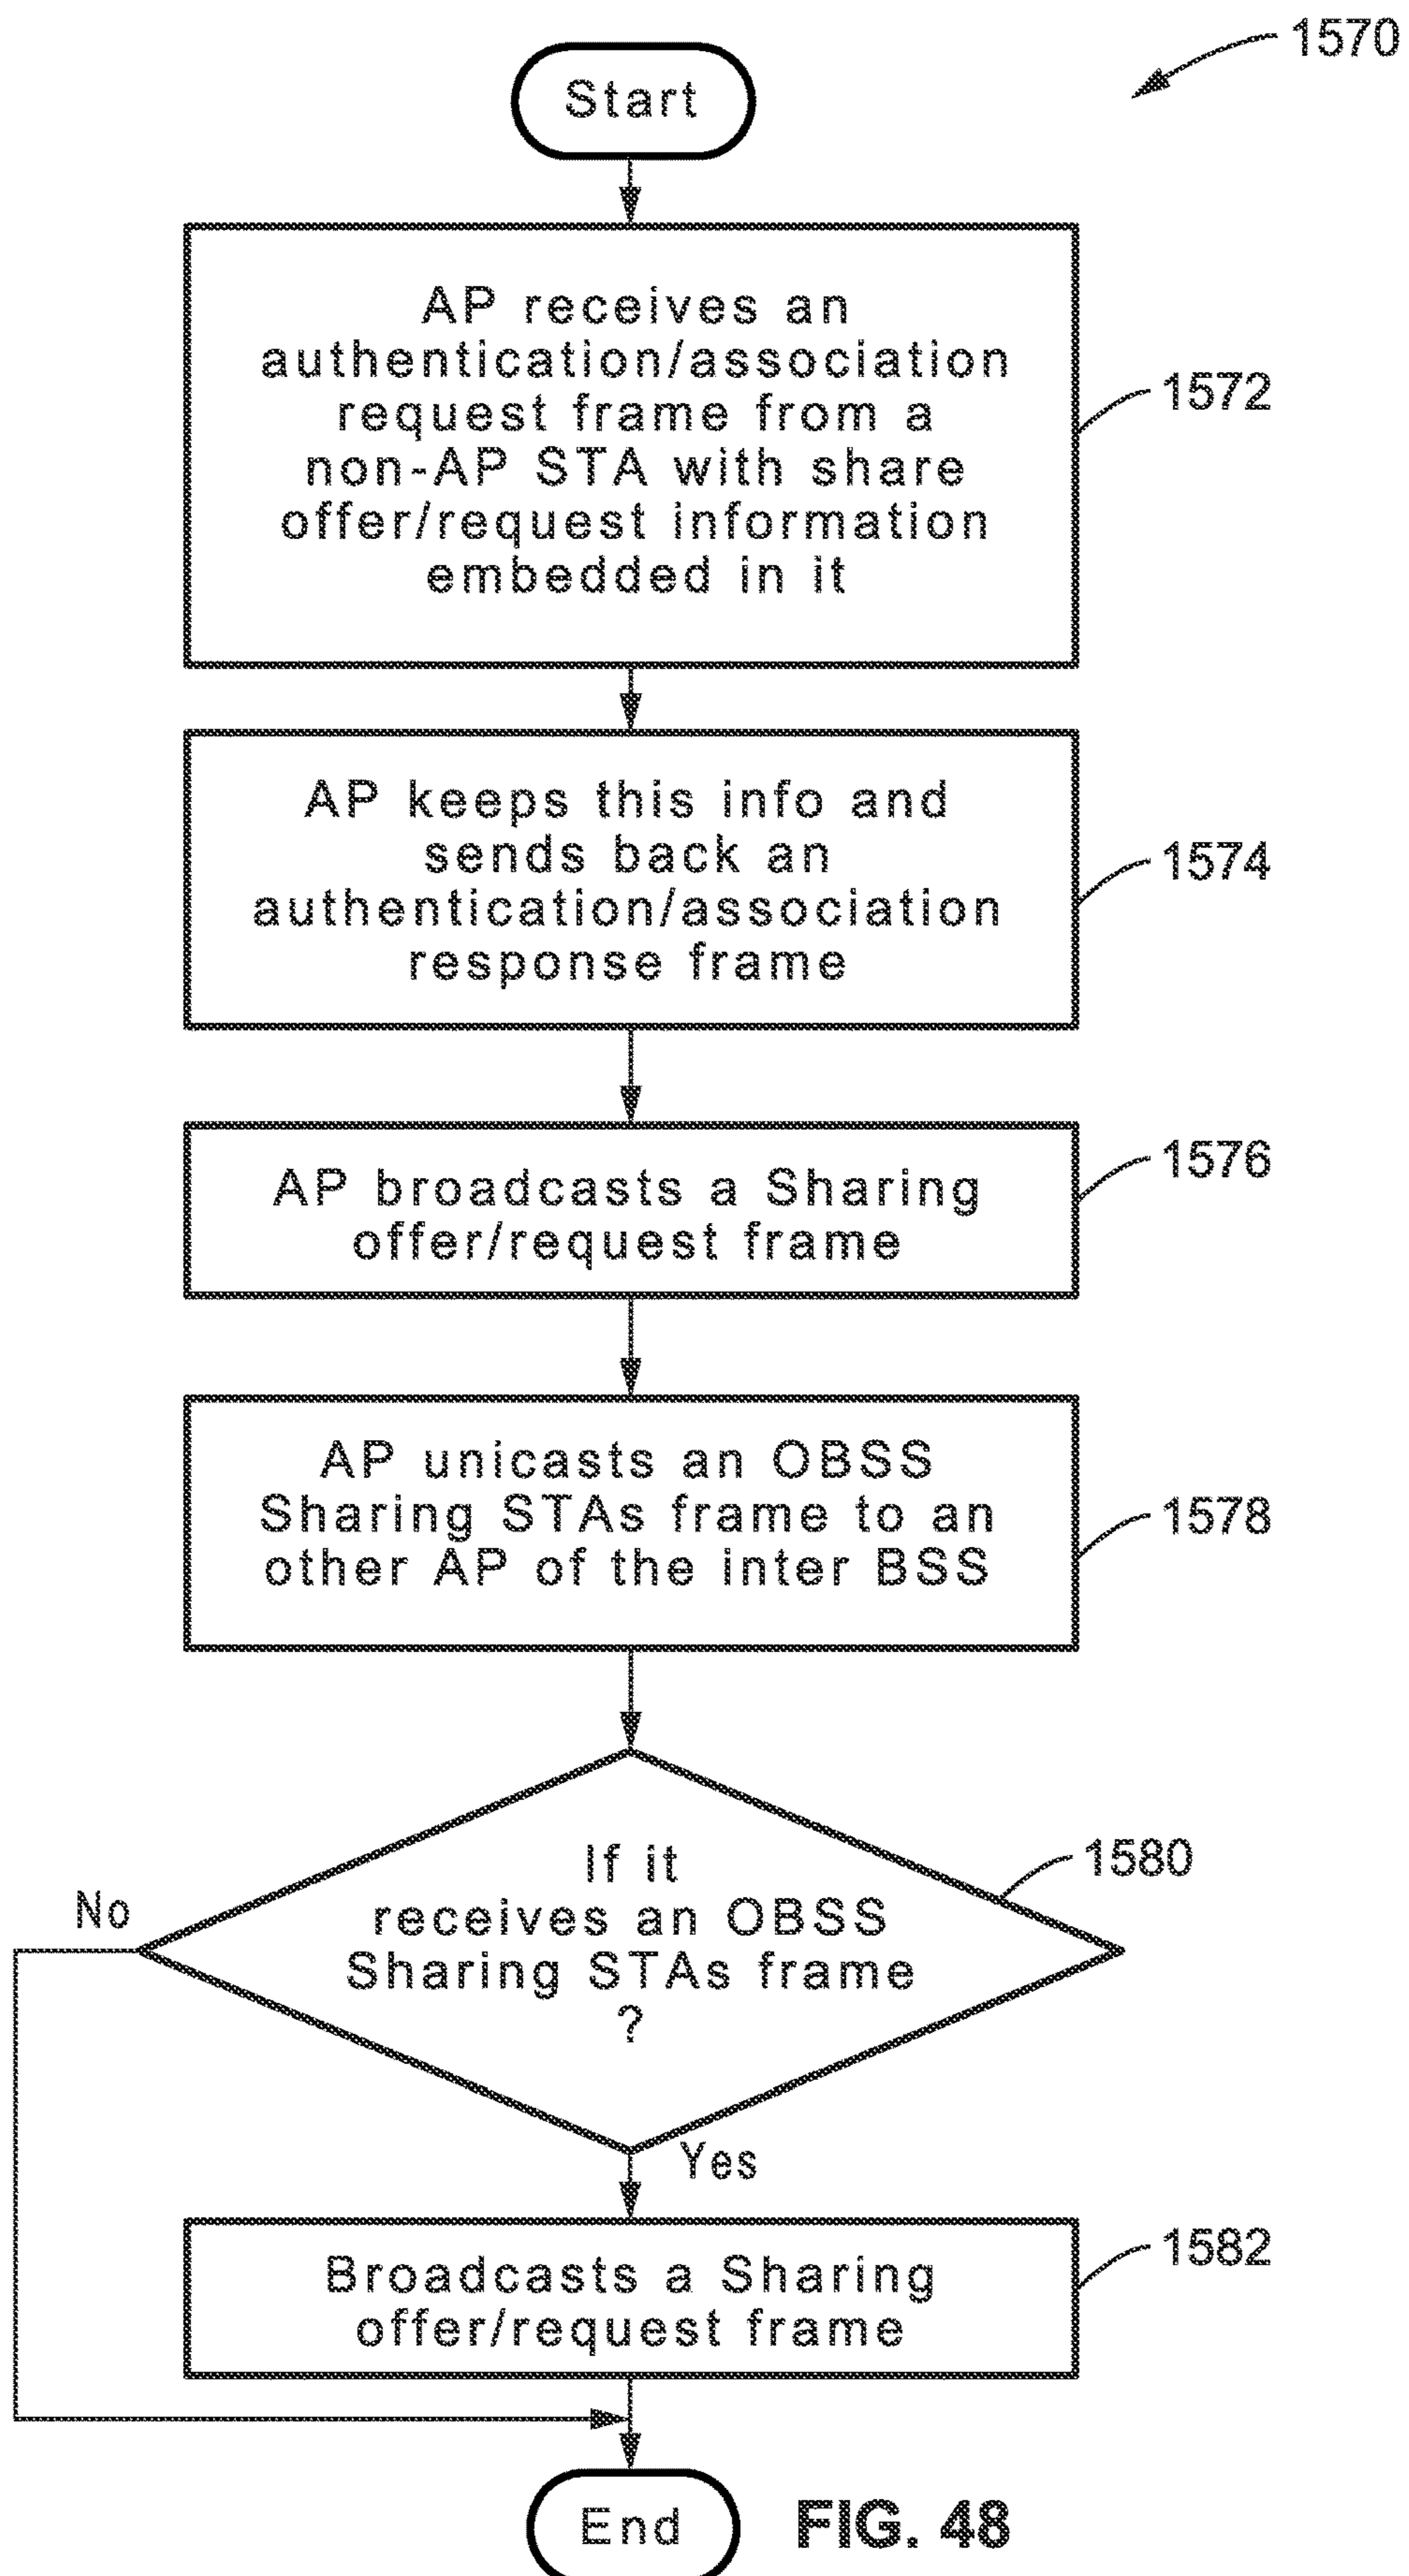 1570
Start
AP receives an
authentication/association
request frame from a
non-AP STA with share
offer/request information
embedded in it
1572
AP keeps this info and
sends back an
authentication/association
response frame
1574
AP broadcasts a Sharing
offer/request frame
1576
AP unicasts an OBSS
Sharing STAs frame to an
other AP of the inter BSS
1578
If it
receives an OBSS
Sharing STAs frame
?
1580
No
Yes
Broadcasts a Sharing
offer/request frame
1582
End
FIG. 48